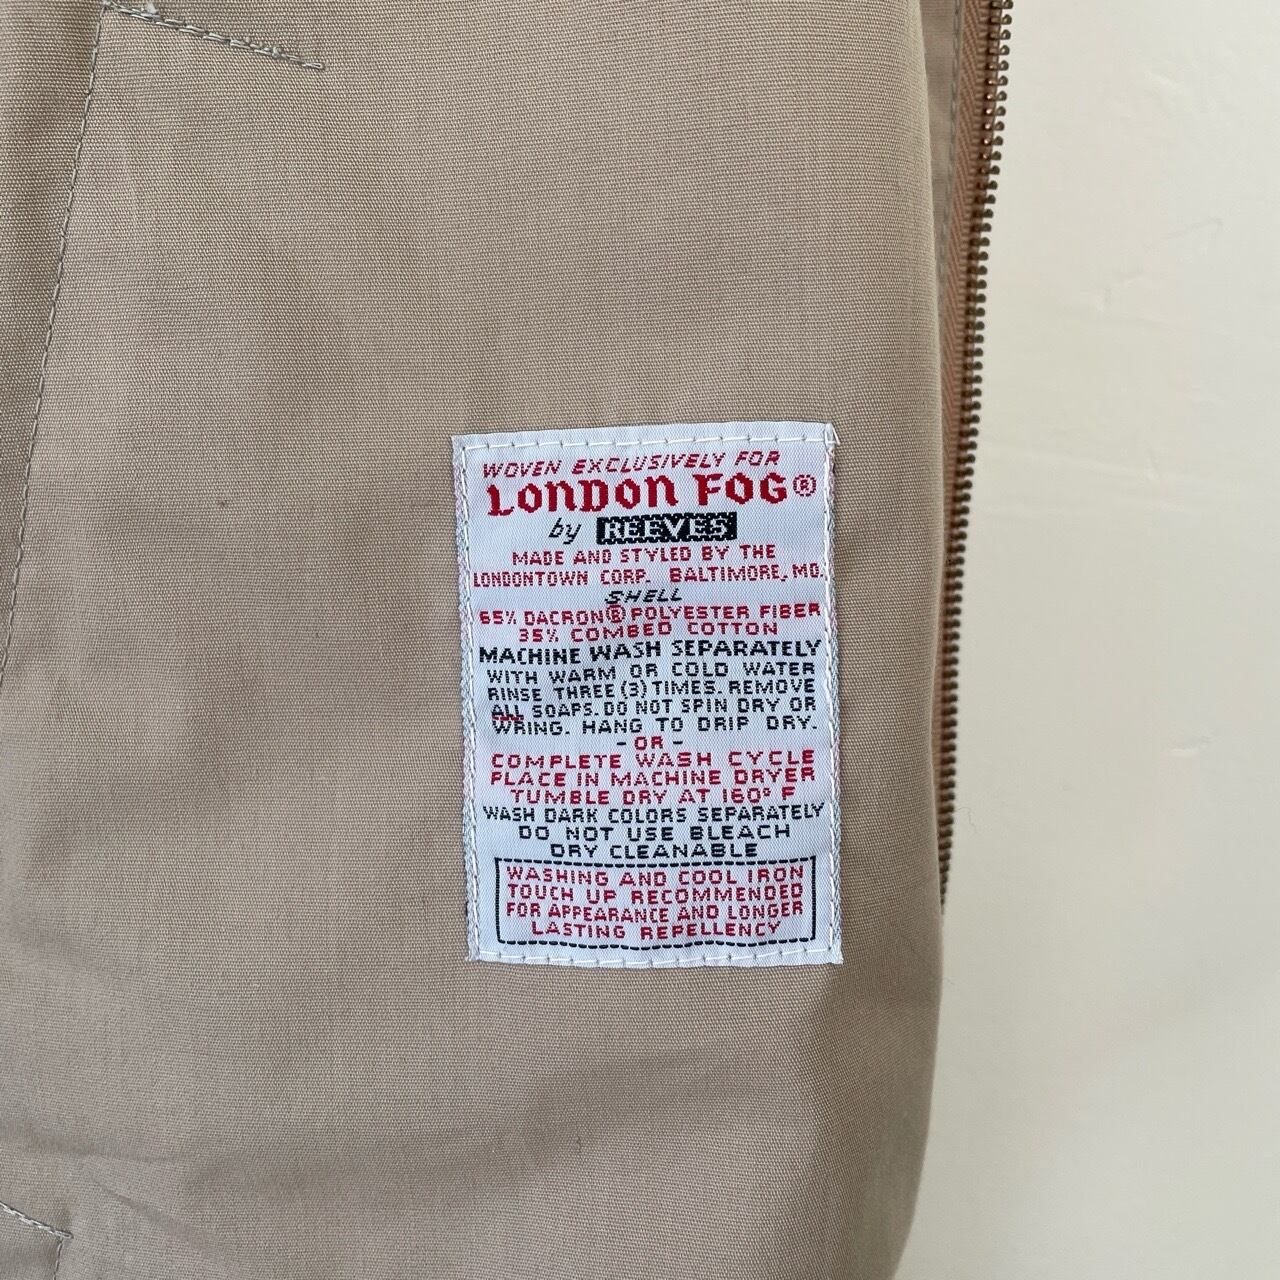 WOVEN EXCLUSIVELY FOR
LONDON FOG®
by REEVES
MADE AND STYLED BY THE
LONDONTOWN CORP. BALTIMORE, MD.
SHELL
65% DACRON® POLYESTER FIBER
35% COMBED COTTON
MACHINE WASH SEPARATELY
WITH WARM OR COLD WATER
RINSE THREE (3) TIMES. REMOVE
ALL SOAPS. DO NOT SPIN DRY OR
WRING. HANG TO DRIP DRY.
- OR -
COMPLETE WASH CYCLE
PLACE IN MACHINE DRYER
TUMBLE DRY AT 160° F
WASH DARK COLORS SEPARATELY
DO NOT USE BLEACH
DRY CLEANABLE
WASHING AND COOL IRON
TOUCH UP RECOMMENDED
FOR APPEARANCE AND LONGER
LASTING REPELLENCY